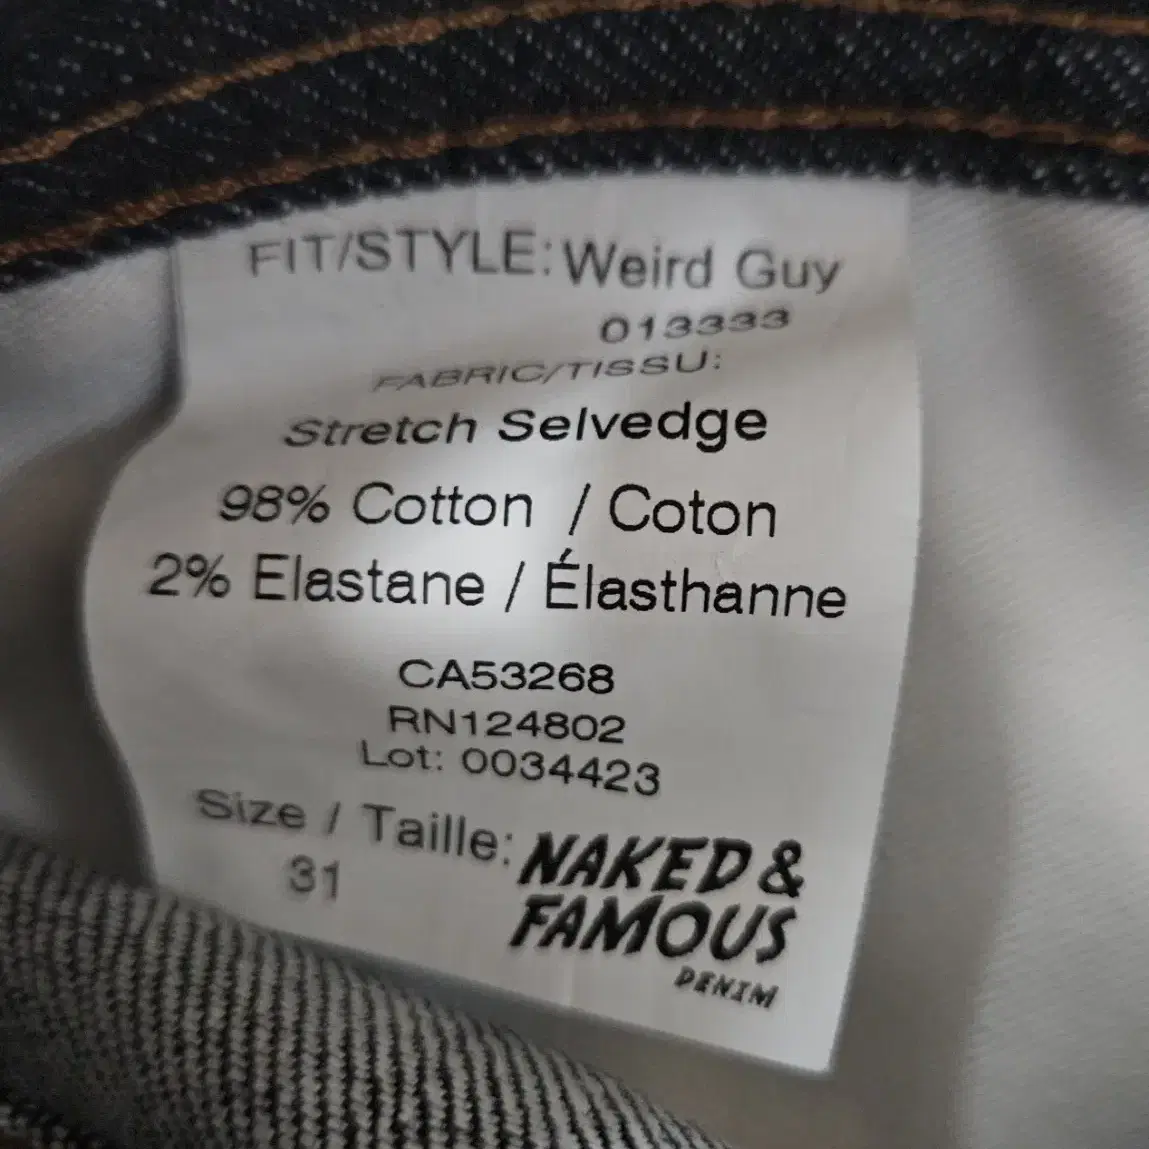 FIT/STYLE: Weird Guy
013333
FABRIC/TISSU:
Stretch Selvedge
98% Cotton / Coton
2% Elastane / Élasthanne
CA53268
RN124802
Lot: 0034423
Size / Taille:
31
NAKED &
FAMOUS
DENIM